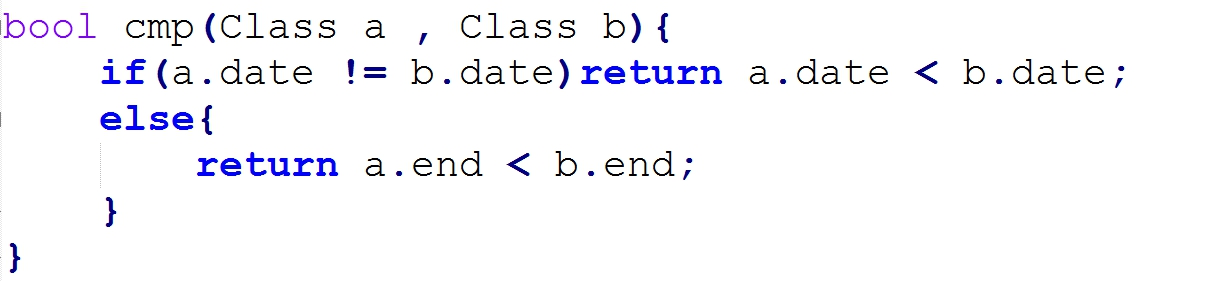 bool cmp(Class a , Class b){
    if(a.date != b.date)return a.date < b.date;
    else{
        return a.end < b.end;
    }
}